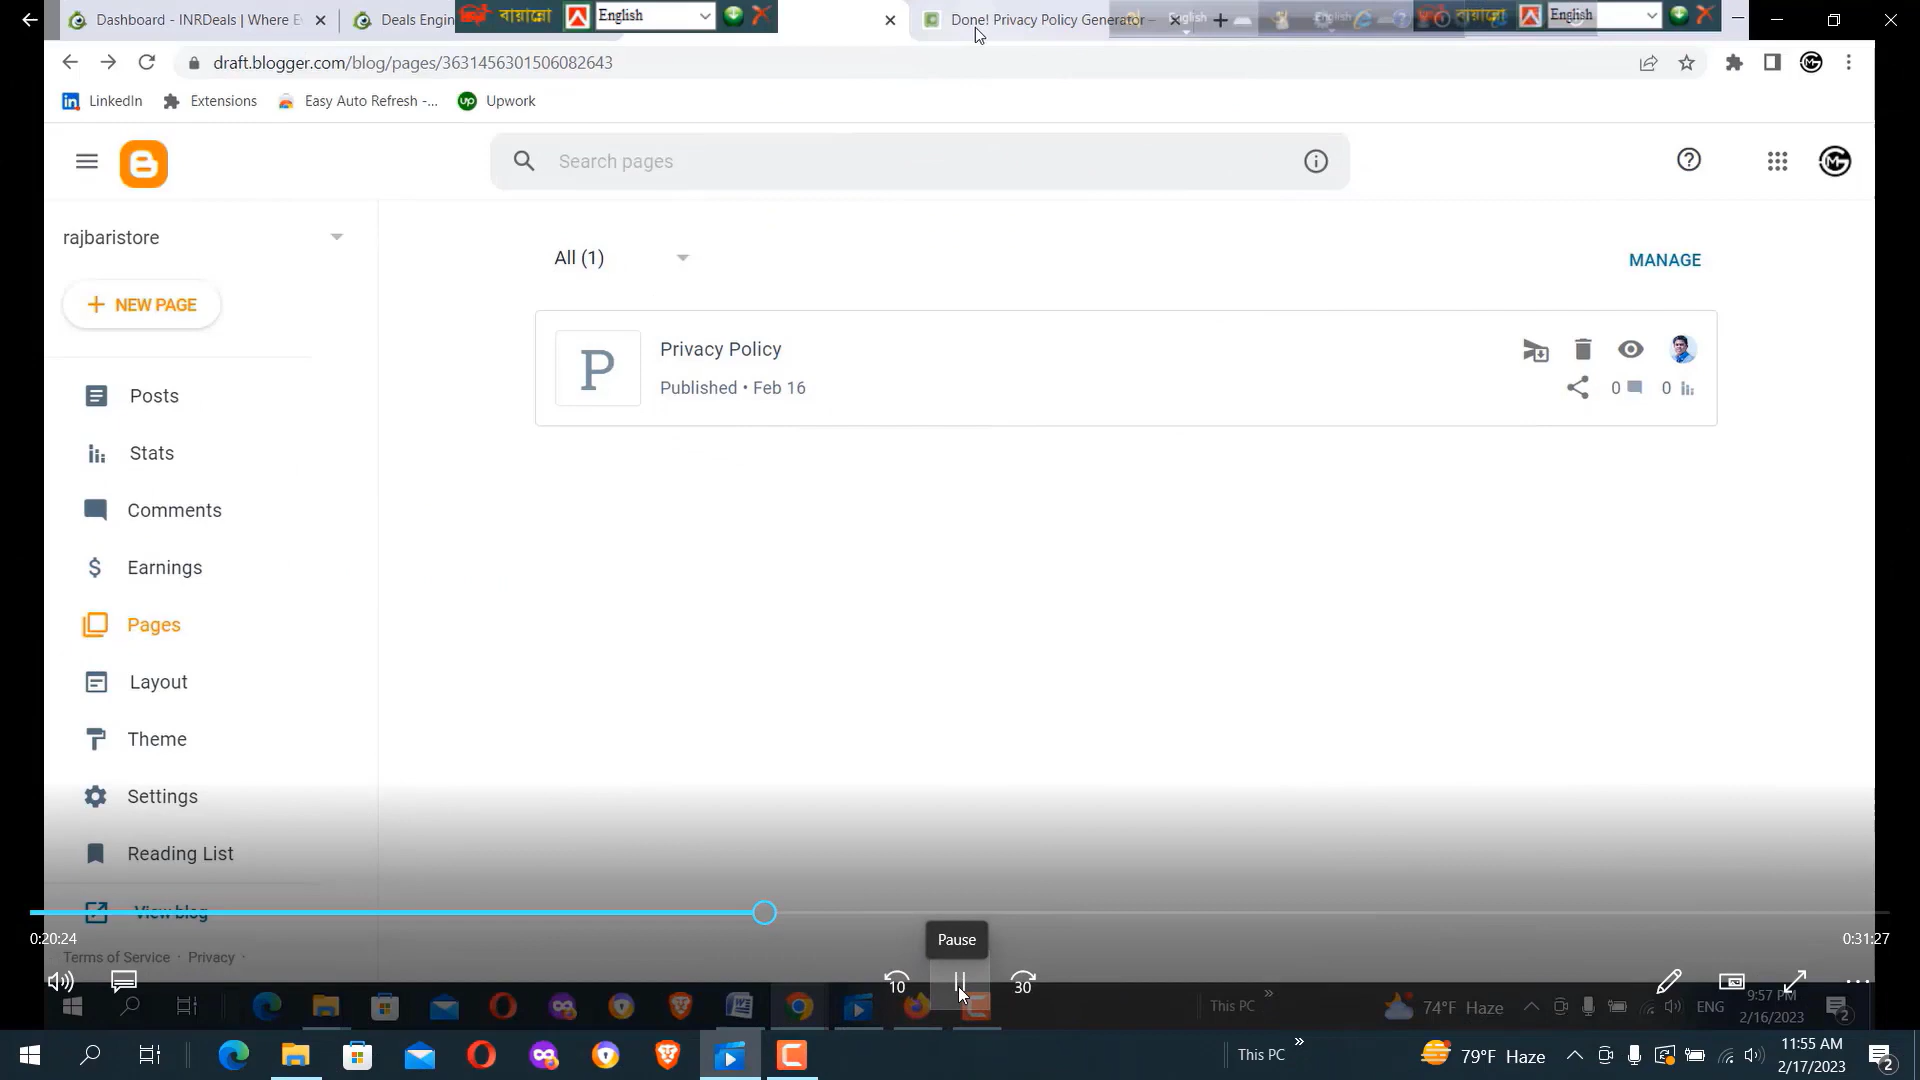 Dashboard - INRDeals | Where E
Deals Engin
বায়ান্নো
English
Done! Privacy Policy Generator –
English
English
বায়ান্নো
English
draft.blogger.com/blog/pages/3631456301506082643
LinkedIn Extensions Easy Auto Refresh -... Upwork
Search pages
rajbaristore
All (1)
MANAGE
NEW PAGE
P
Privacy Policy
Published • Feb 16
0 0
Posts
Stats
Comments
Earnings
Pages
Layout
Theme
Settings
Reading List
View blog
Pause
0:20:24
0:31:27
Terms of Service · Privacy ·
10
30
This PC
74°F Haze
ENG
9:57 PM
2/16/2023
2
This PC
79°F Haze
11:55 AM
2/17/2023
2